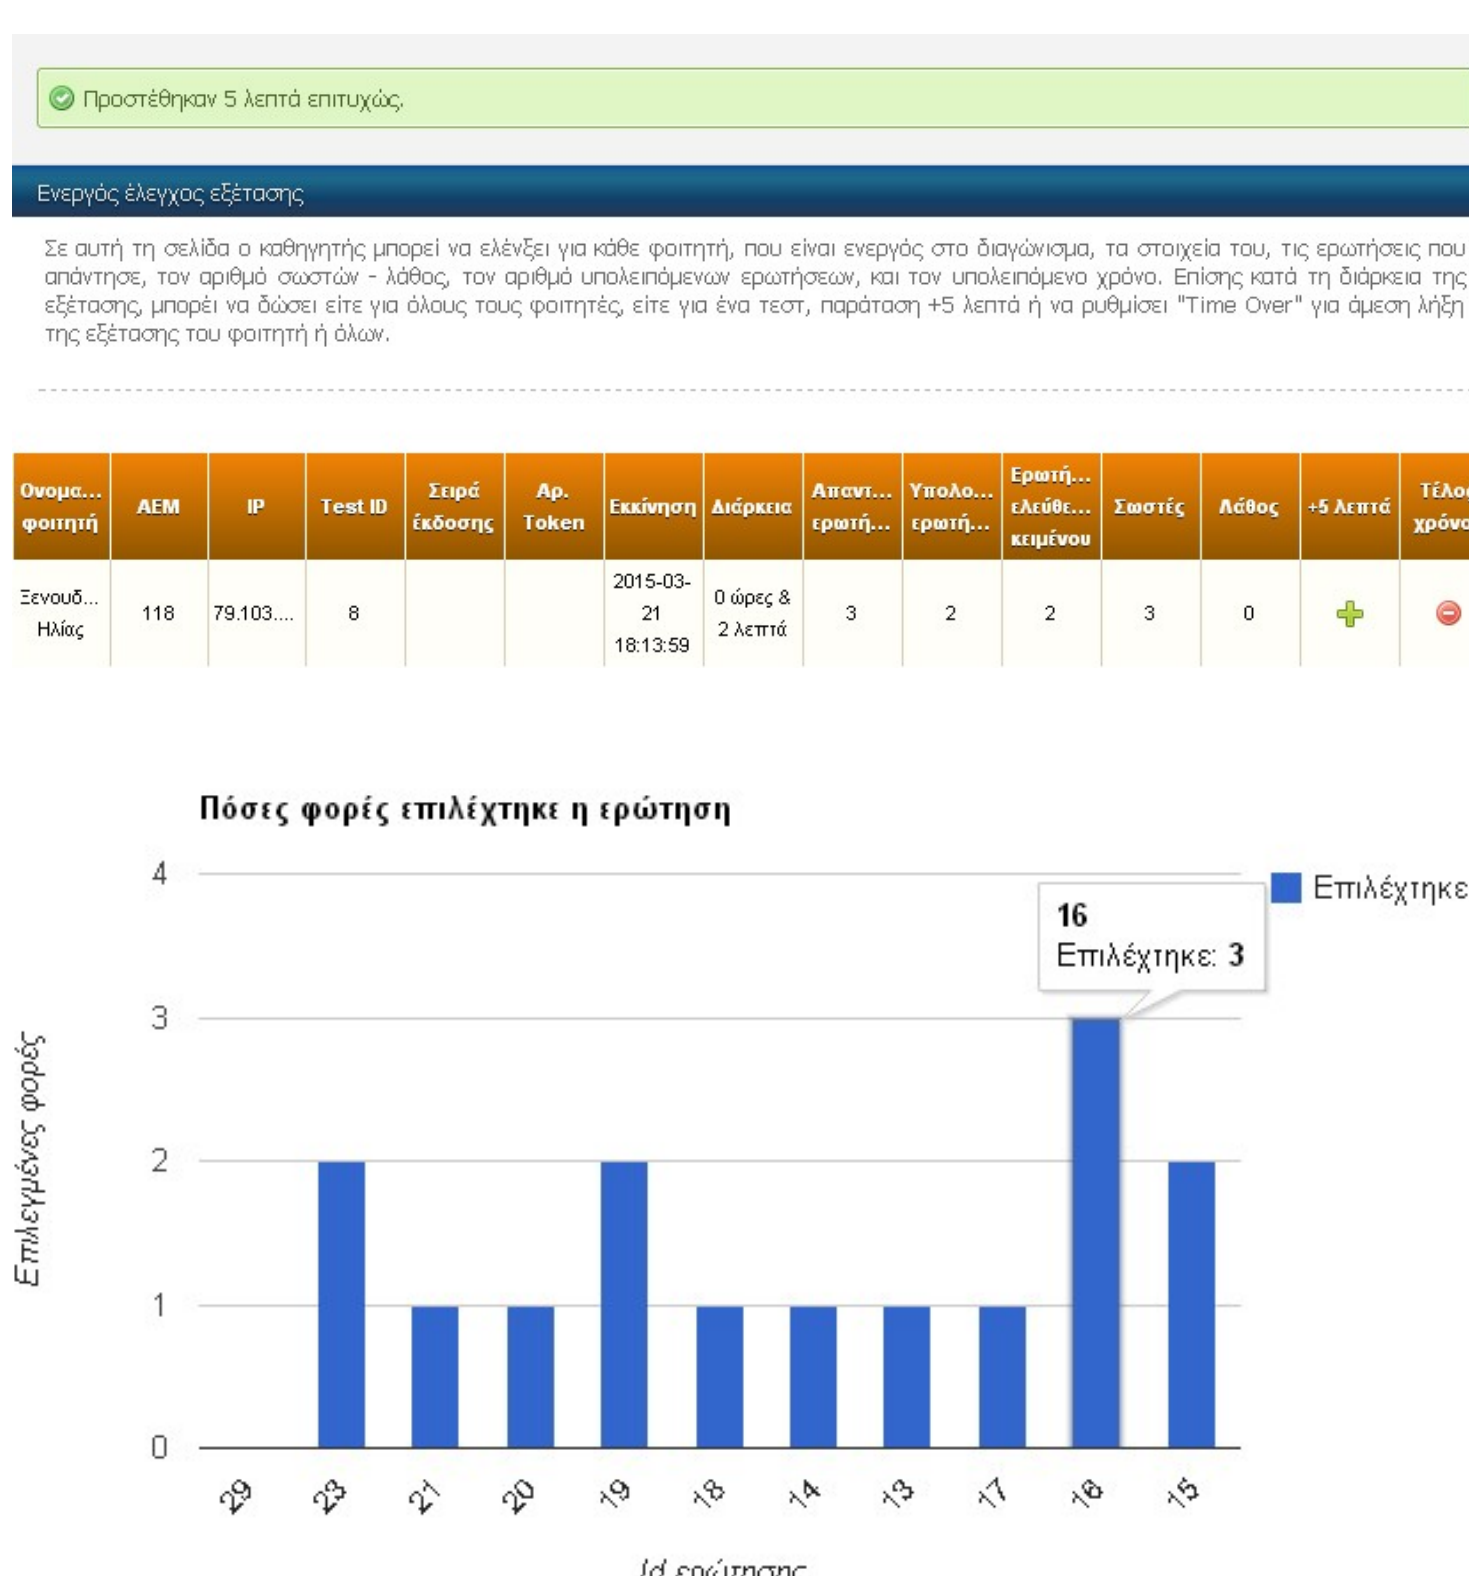 Προστέθηκαν 5 λεπτά επιτυχώς.
Ενεργός έλεγχος εξέτασης
Σε αυτή τη σελίδα ο καθηγητής μπορεί να ελένξει για κάθε φοιτητή, που είναι ενεργός στο διαγώνισμα, τα στοιχεία του, τις ερωτήσεις που
απάντησε, τον αριθμό σωστών - λάθος, τον αριθμό υπολειπόμενων ερωτήσεων, και τον υπολειπόμενο χρόνο. Επίσης κατά τη διάρκεια της
εξέτασης, μπορέι να δώσει είτε για όλους τους φοιτητές, είτε για ένα τεστ, παράταση +5 λεπτά ή να ρυθμίσει "Time Over" για άμεση λήξη
της εξέτασης του φοιτητή ή όλων.
Ονομα... φοιτητή ΑΕΜ IP Test ID Σειρά έκδοσης Αρ. Token Εκκίνηση Διάρκεια Απαντ... ερωτή... Υπολο... ερωτή... Ερωτή... ελεύθε... κειμένου Σωστές Λάθος +5 Λεπτά Τέλος χρόνο
Ξενουδ... Ηλίας 118 79.103.... 8 2015-03-21 18:13:59 0 ώρες & 2 λεπτά 3 2 2 3 0
Πόσες φορές επιλέχτηκε η ερώτηση
4
Επιλέχτηκε
16
Επιλέχτηκε: 3
3
2
1
0
Επιλεγμένες φορές
29 23 21 20 19 18 14 13 17 16 15
Id ερώτησης